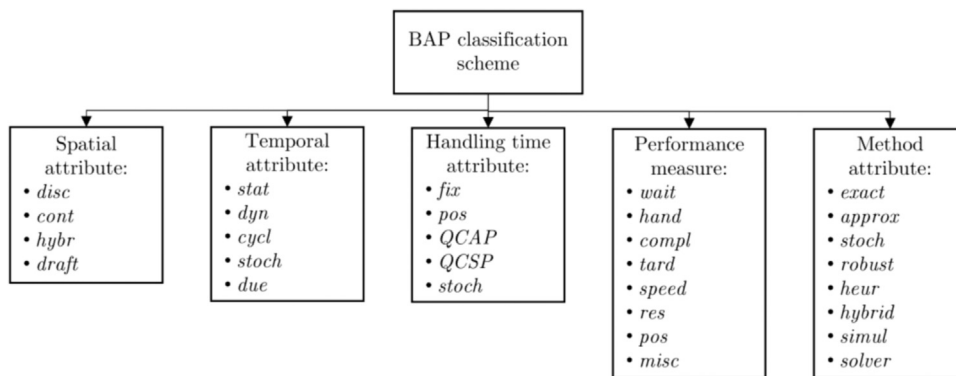 BAP classification
scheme
Spatial
attribute:
• disc
• cont
• hybr
• draft
Temporal
attribute:
• stat
• dyn
• cycl
• stoch
• due
Handling time
attribute:
• fix
• pos
• QCAP
• QCSP
• stoch
Performance
measure:
• wait
• hand
• compl
• tard
• speed
• res
• pos
• misc
Method
attribute:
• exact
• approx
• stoch
• robust
• heur
• hybrid
• simul
• solver